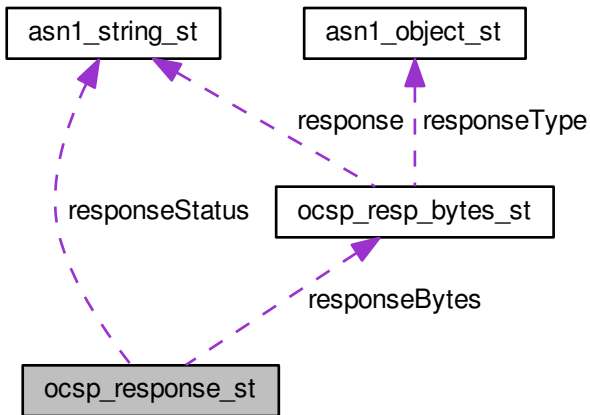 asn1_string_st
asn1_object_st
response
responseType
responseStatus
ocsp_resp_bytes_st
responseBytes
ocsp_response_st